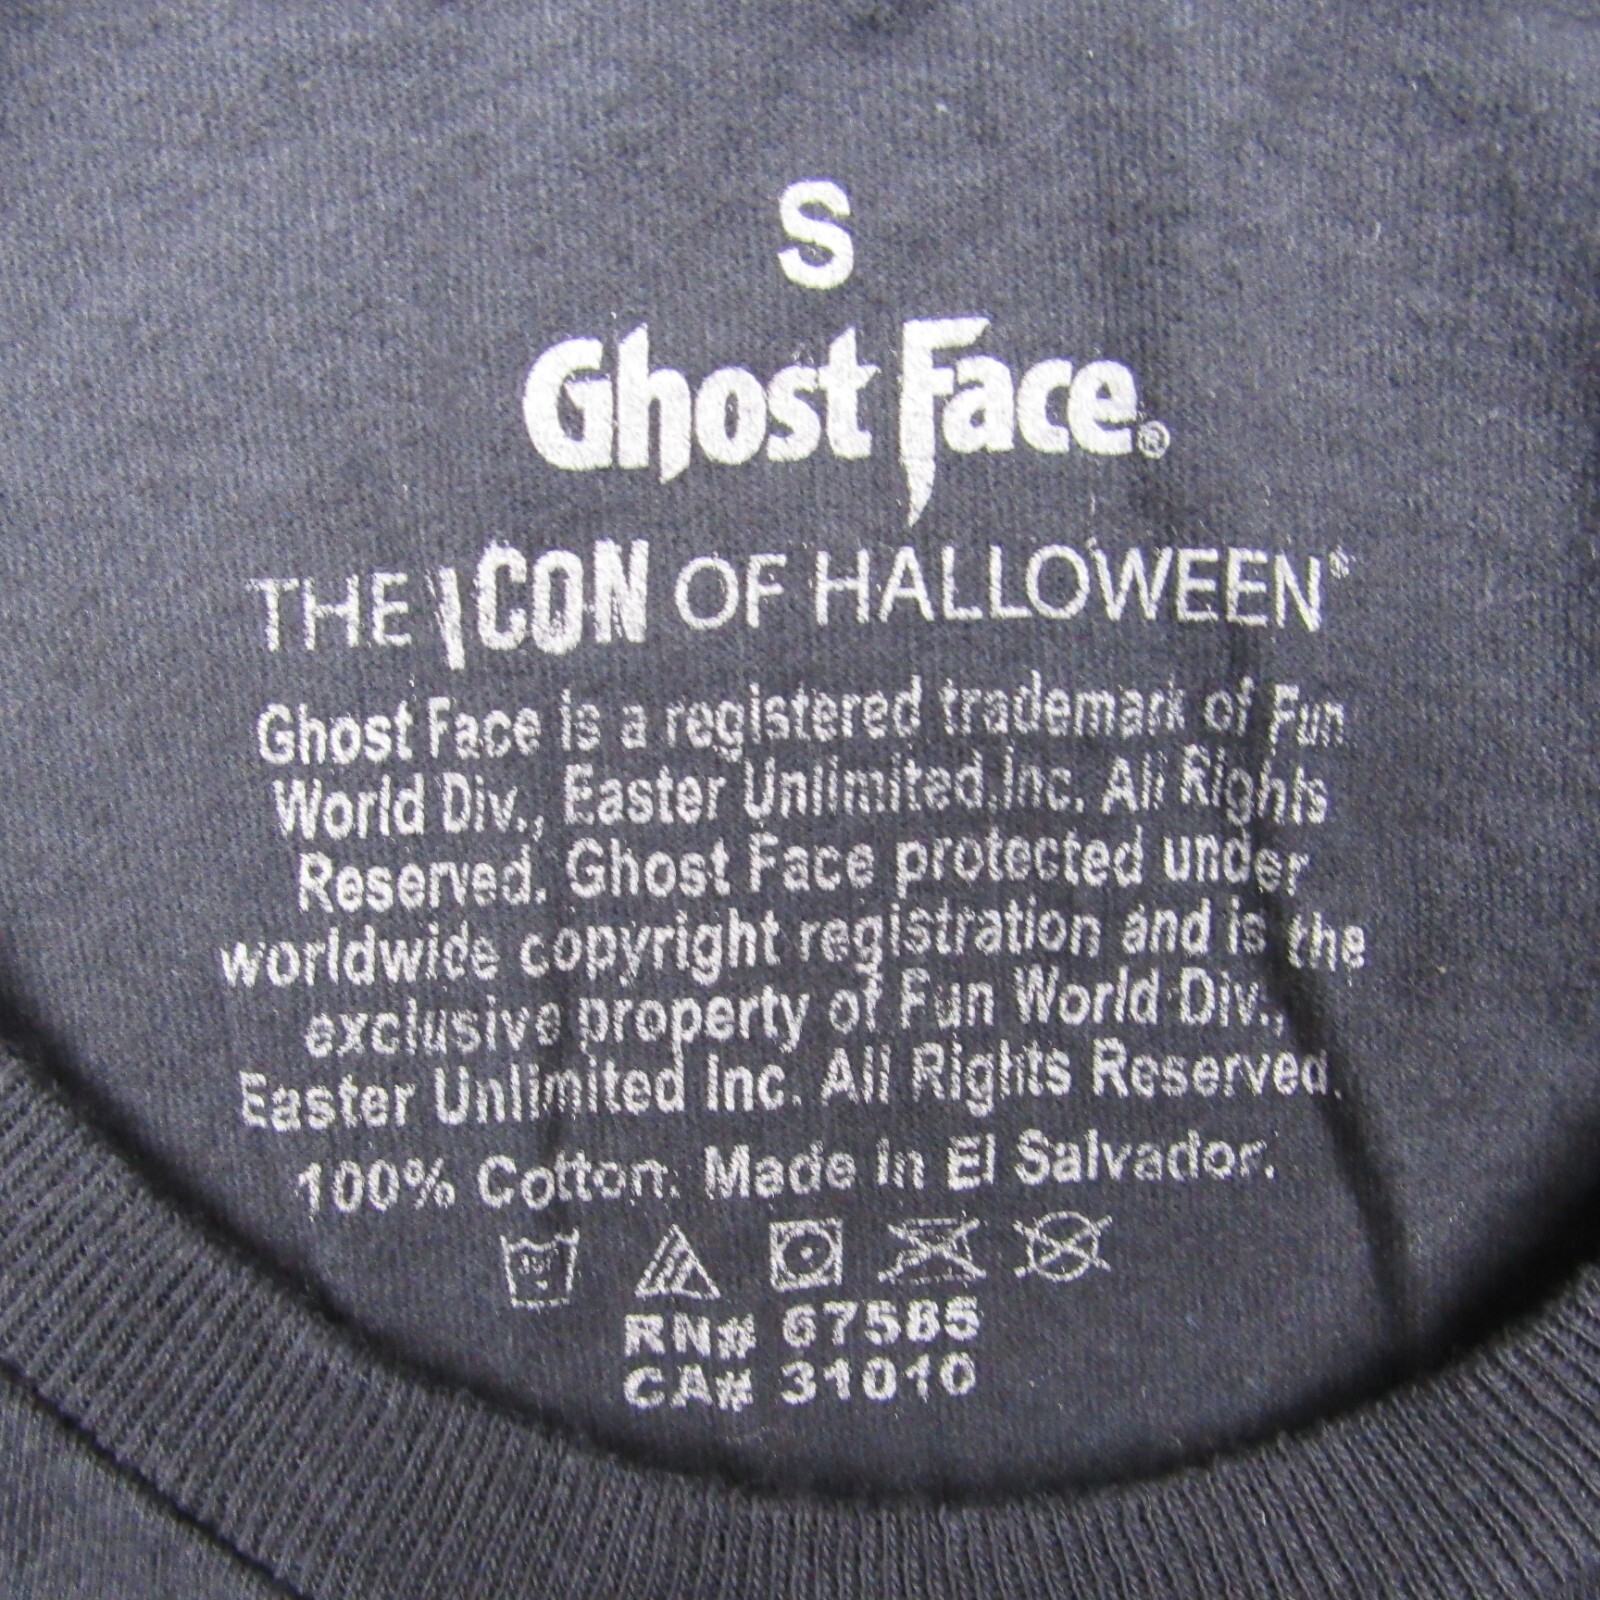 S
Ghost Face®
THE ICON OF HALLOWEEN®
Ghost Face is a registered trademark of Fun
World Div., Easter Unlimited, Inc. All Rights
Reserved. Ghost Face protected under
worldwide copyright registration and is the
exclusive property of Fun World Div.,
Easter Unlimited Inc. All Rights Reserved.
100% Cotton. Made in El Salvador.
RN# 67585
CA# 31010